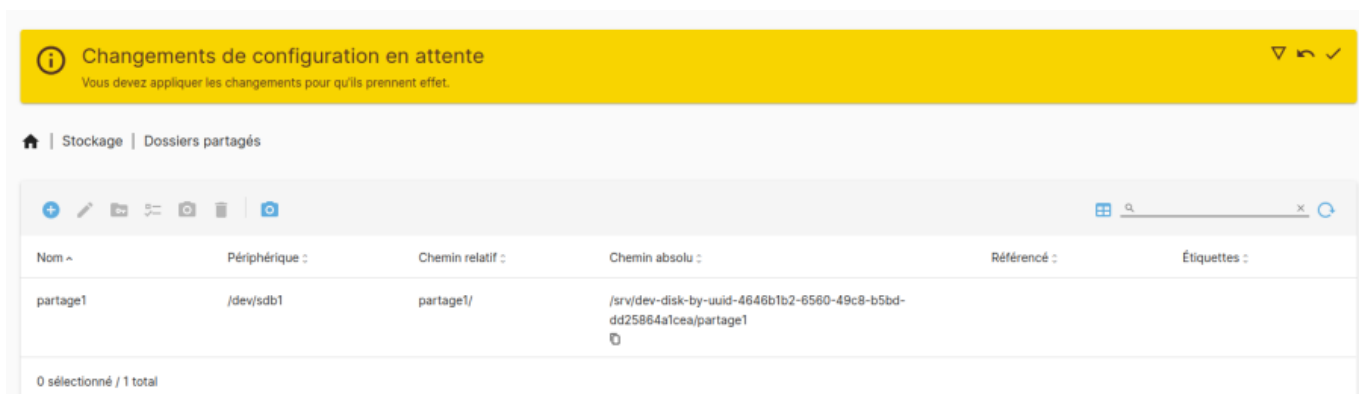 Changements de configuration en attente
Vous devez appliquer les changements pour qu'ils prennent effet.
| Stockage | Dossiers partagés
Nom Périphérique Chemin relatif Chemin absolu Référencé Étiquettes
partage1 /dev/sdb1 partage1/ /srv/dev-disk-by-uuid-4646b1b2-6560-49c8-b5bd-
dd25864a1cea/partage1
0 sélectionné / 1 total